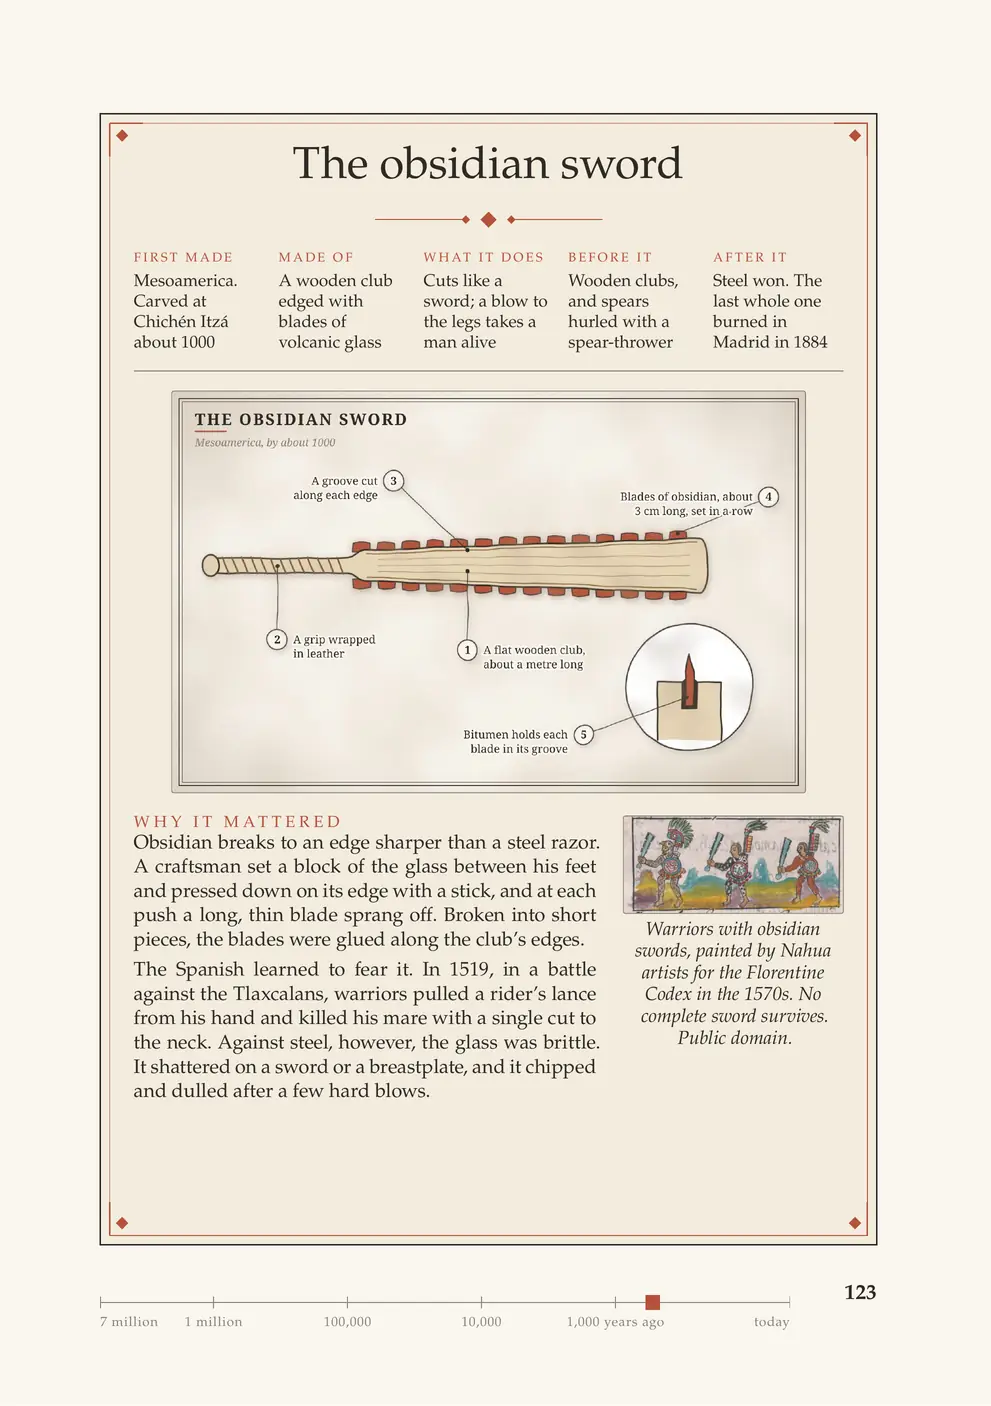 The obsidian sword
FIRST MADE
Mesoamerica.
Carved at
Chichén Itzá
about 1000
MADE OF
A wooden club
edged with
blades of
volcanic glass
WHAT IT DOES
Cuts like a
sword; a blow to
the legs takes a
man alive
BEFORE IT
Wooden clubs,
and spears
hurled with a
spear-thrower
AFTER IT
Steel won. The
last whole one
burned in
Madrid in 1884
THE OBSIDIAN SWORD
Mesoamerica, by about 1000
A groove cut
along each edge
3
Blades of obsidian, about
3 cm long, set in a row
4
2
A grip wrapped
in leather
1
A flat wooden club,
about a metre long
Bitumen holds each
blade in its groove
5
WHY IT MATTERED
Obsidian breaks to an edge sharper than a steel razor.
A craftsman set a block of the glass between his feet
and pressed down on its edge with a stick, and at each
push a long, thin blade sprang off. Broken into short
pieces, the blades were glued along the club's edges.
The Spanish learned to fear it. In 1519, in a battle
against the Tlaxcalans, warriors pulled a rider's lance
from his hand and killed his mare with a single cut to
the neck. Against steel, however, the glass was brittle.
It shattered on a sword or a breastplate, and it chipped
and dulled after a few hard blows.
Warriors with obsidian
swords, painted by Nahua
artists for the Florentine
Codex in the 1570s. No
complete sword survives.
Public domain.
123
7 million
1 million
100,000
10,000
1,000 years ago
today